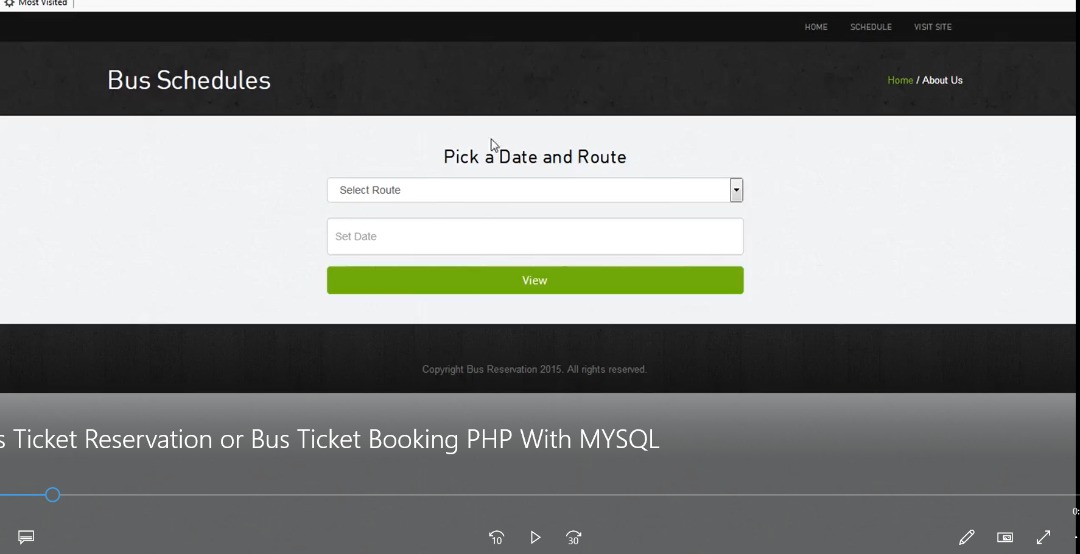 Most Visited
HOME SCHEDULE VISIT SITE
Bus Schedules
Home / About Us
Pick a Date and Route
Select Route
Set Date
View
Copyright Bus Reservation 2015. All rights reserved.
s Ticket Reservation or Bus Ticket Booking PHP With MYSQL
0:
10
30